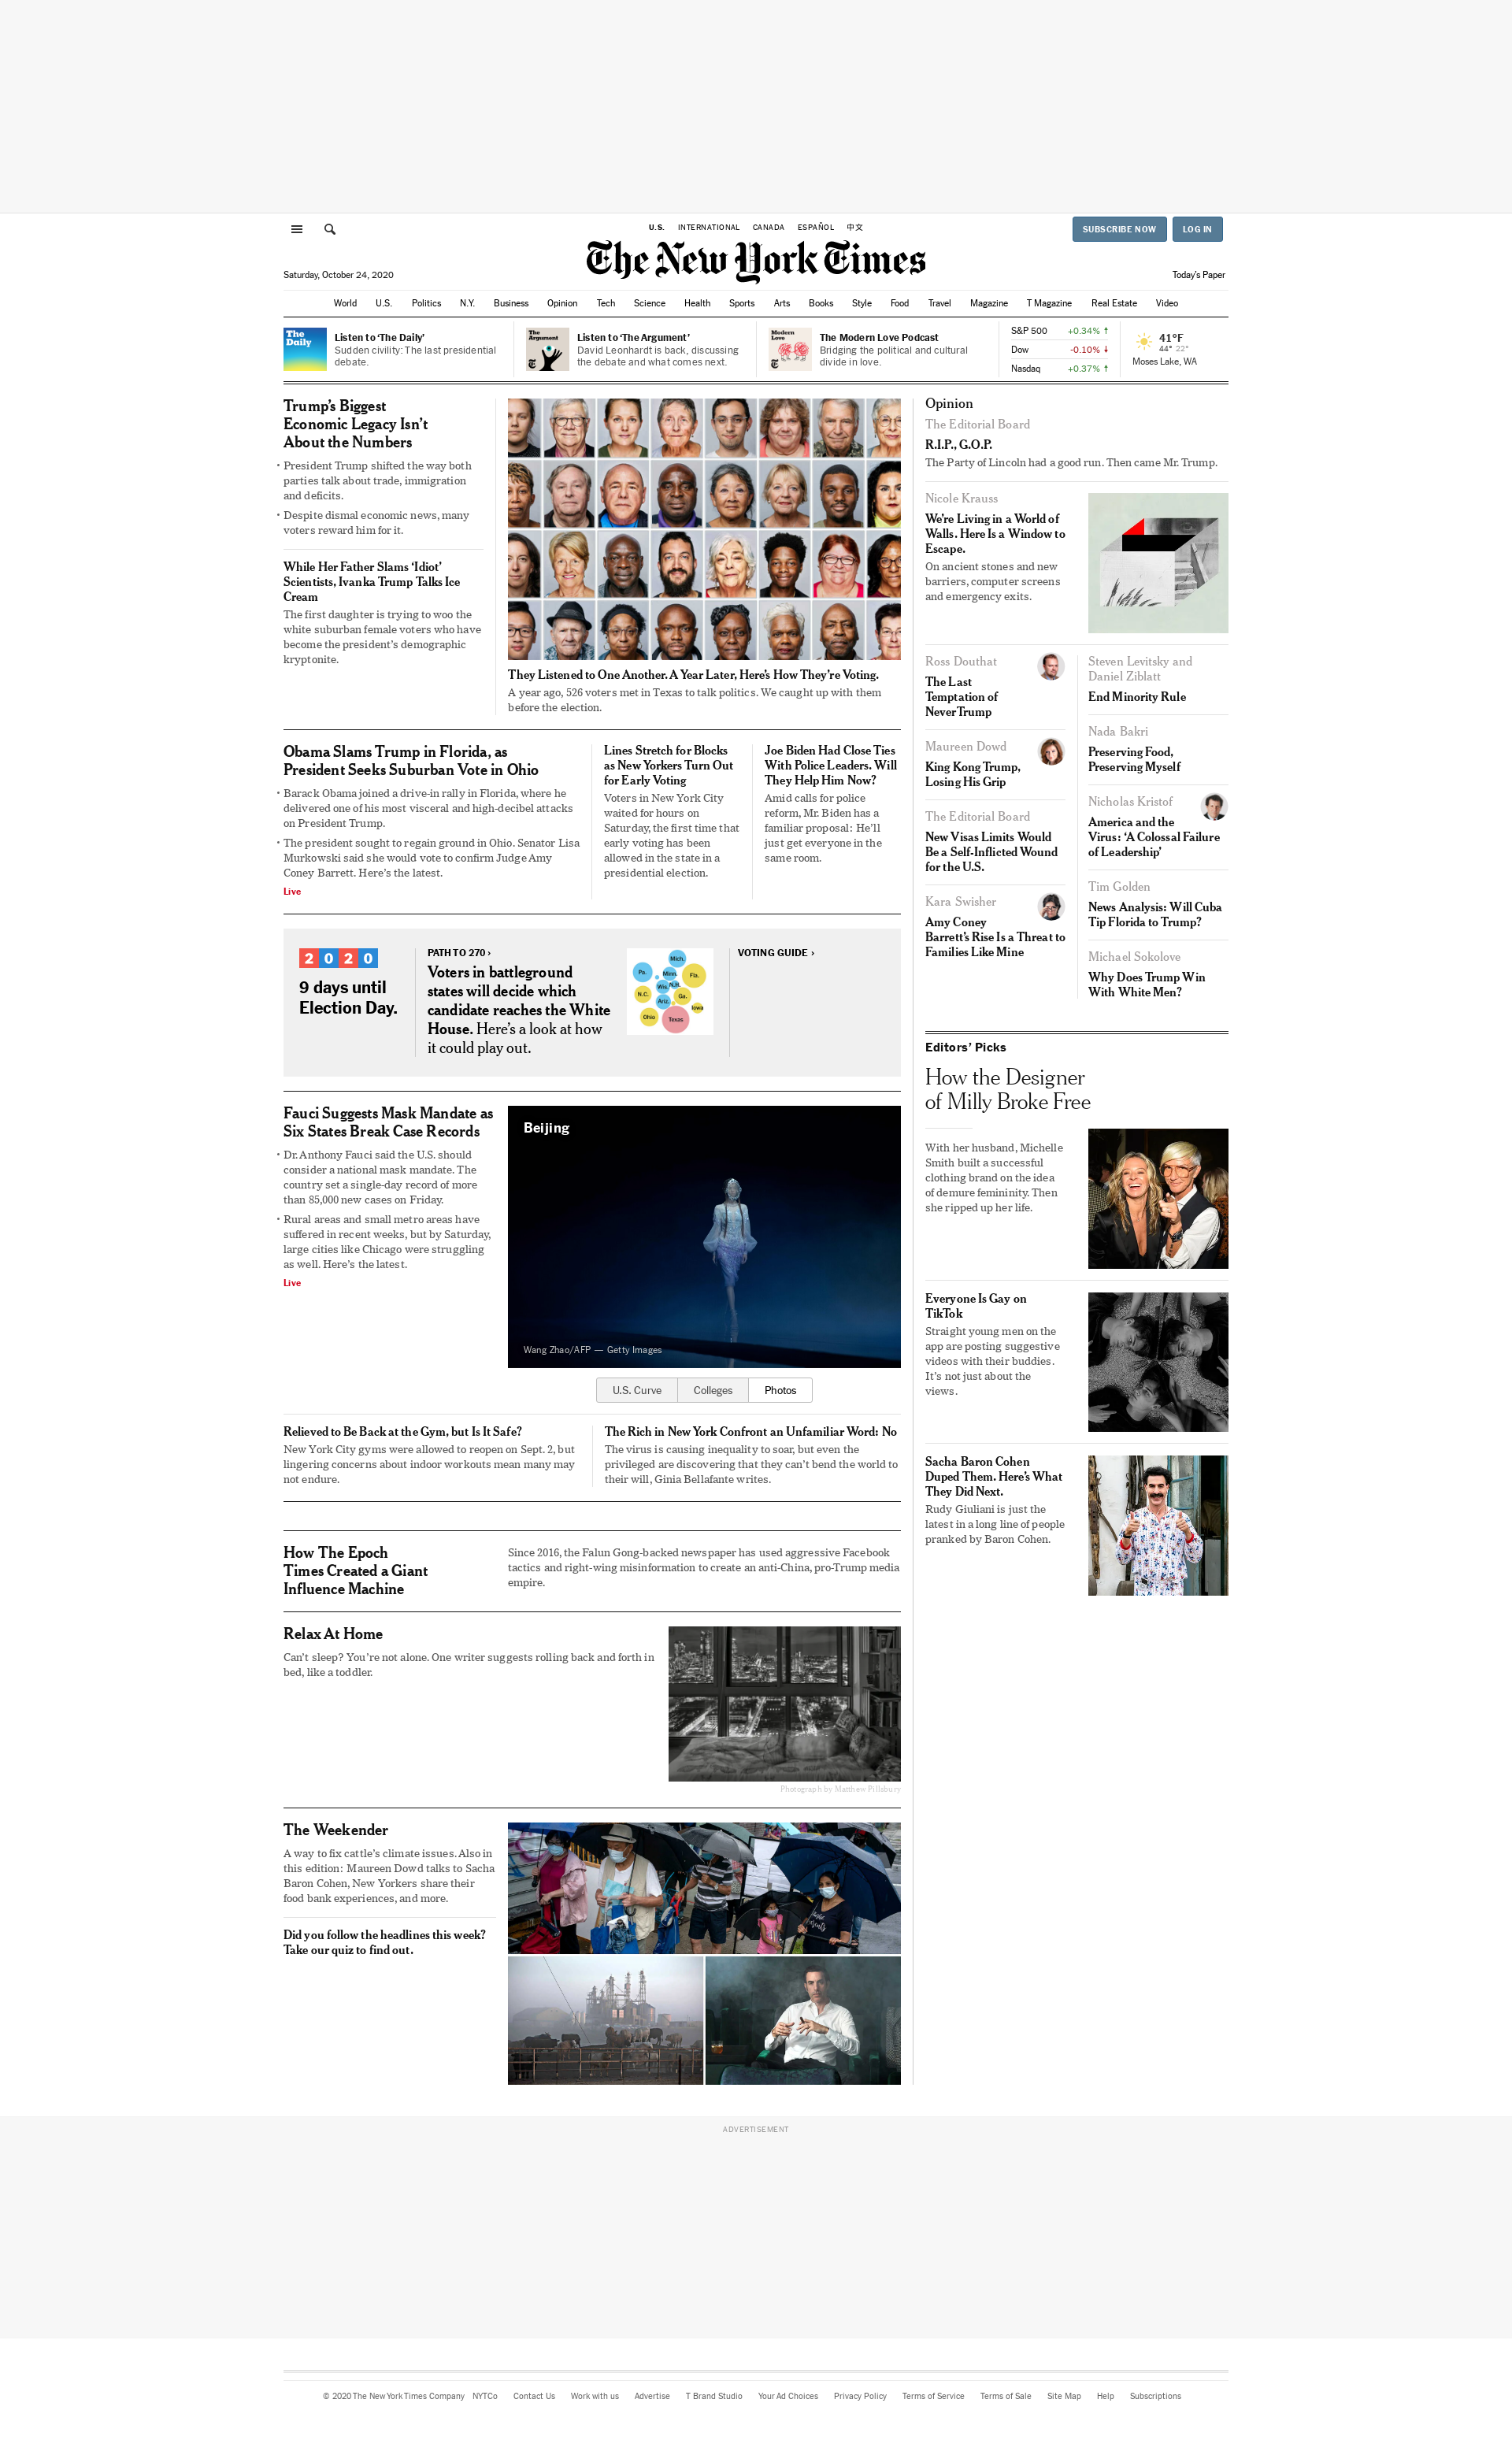 U.S. INTERNATIONAL CANADA ESPAÑOL 中文
SUBSCRIBE NOW LOG IN
The New York Times
Saturday, October 24, 2020
Today's Paper
World U.S. Politics N.Y. Business Opinion Tech Science Health Sports Arts Books Style Food Travel Magazine T Magazine Real Estate Video
The
Daily
Listen to ‘The Daily’
Sudden civility: The last presidential
debate.
The
Argument
Listen to ‘The Argument’
David Leonhardt is back, discussing
the debate and what comes next.
Modern
Love
The Modern Love Podcast
Bridging the political and cultural
divide in love.
S&P 500 +0.34% ↑
Dow -0.10% ↓
Nasdaq +0.37% ↑
41°F
44° 22°
Moses Lake, WA
Trump’s Biggest
Economic Legacy Isn’t
About the Numbers
• President Trump shifted the way both
parties talk about trade, immigration
and deficits.
• Despite dismal economic news, many
voters reward him for it.
While Her Father Slams ‘Idiot’
Scientists, Ivanka Trump Talks Ice
Cream
The first daughter is trying to woo the
white suburban female voters who have
become the president’s demographic
kryptonite.
They Listened to One Another. A Year Later, Here’s How They’re Voting.
A year ago, 526 voters met in Texas to talk politics. We caught up with them
before the election.
Obama Slams Trump in Florida, as
President Seeks Suburban Vote in Ohio
• Barack Obama joined a drive-in rally in Florida, where he
delivered one of his most visceral and high-decibel attacks
on President Trump.
• The president sought to regain ground in Ohio. Senator Lisa
Murkowski said she would vote to confirm Judge Amy
Coney Barrett. Here’s the latest.
Live
Lines Stretch for Blocks
as New Yorkers Turn Out
for Early Voting
Voters in New York City
waited for hours on
Saturday, the first time that
early voting has been
allowed in the state in a
presidential election.
Joe Biden Had Close Ties
With Police Leaders. Will
They Help Him Now?
Amid calls for police
reform, Mr. Biden has a
familiar proposal: He’ll
just get everyone in the
same room.
2020
9 days until
Election Day.
PATH TO 270 ›
Voters in battleground
states will decide which
candidate reaches the White
House. Here’s a look at how
it could play out.
Mich.
Pa.
Minn.
Fla.
Wis.
N.H.
N.C.
Ga.
Ariz.
Iowa
Ohio
Texas
VOTING GUIDE ›
Fauci Suggests Mask Mandate as
Six States Break Case Records
• Dr. Anthony Fauci said the U.S. should
consider a national mask mandate. The
country set a single-day record of more
than 85,000 new cases on Friday.
• Rural areas and small metro areas have
suffered in recent weeks, but by Saturday,
large cities like Chicago were struggling
as well. Here’s the latest.
Live
Beijing
Wang Zhao/AFP — Getty Images
U.S. Curve Colleges Photos
Relieved to Be Back at the Gym, but Is It Safe?
New York City gyms were allowed to reopen on Sept. 2, but
lingering concerns about indoor workouts mean many may
not endure.
The Rich in New York Confront an Unfamiliar Word: No
The virus is causing inequality to soar, but even the
privileged are discovering that they can’t bend the world to
their will, Ginia Bellafante writes.
How The Epoch
Times Created a Giant
Influence Machine
Since 2016, the Falun Gong-backed newspaper has used aggressive Facebook
tactics and right-wing misinformation to create an anti-China, pro-Trump media
empire.
Relax At Home
Can’t sleep? You’re not alone. One writer suggests rolling back and forth in
bed, like a toddler.
Photograph by Matthew Pillsbury
The Weekender
A way to fix cattle’s climate issues. Also in
this edition: Maureen Dowd talks to Sacha
Baron Cohen, New Yorkers share their
food bank experiences, and more.
Did you follow the headlines this week?
Take our quiz to find out.
Opinion
The Editorial Board
R.I.P., G.O.P.
The Party of Lincoln had a good run. Then came Mr. Trump.
Nicole Krauss
We’re Living in a World of
Walls. Here Is a Window to
Escape.
On ancient stones and new
barriers, computer screens
and emergency exits.
Ross Douthat
The Last
Temptation of
NeverTrump
Maureen Dowd
King Kong Trump,
Losing His Grip
The Editorial Board
New Visas Limits Would
Be a Self-Inflicted Wound
for the U.S.
Kara Swisher
Amy Coney
Barrett’s Rise Is a Threat to
Families Like Mine
Steven Levitsky and
Daniel Ziblatt
End Minority Rule
Nada Bakri
Preserving Food,
Preserving Myself
Nicholas Kristof
America and the
Virus: ‘A Colossal Failure
of Leadership’
Tim Golden
News Analysis: Will Cuba
Tip Florida to Trump?
Michael Sokolove
Why Does Trump Win
With White Men?
Editors’ Picks
How the Designer
of Milly Broke Free
With her husband, Michelle
Smith built a successful
clothing brand on the idea
of demure femininity. Then
she ripped up her life.
Everyone Is Gay on
TikTok
Straight young men on the
app are posting suggestive
videos with their buddies.
It’s not just about the
views.
Sacha Baron Cohen
Duped Them. Here’s What
They Did Next.
Rudy Giuliani is just the
latest in a long line of people
pranked by Baron Cohen.
ADVERTISEMENT
© 2020 The New York Times Company NYTCo Contact Us Work with us Advertise T Brand Studio Your Ad Choices Privacy Policy Terms of Service Terms of Sale Site Map Help Subscriptions